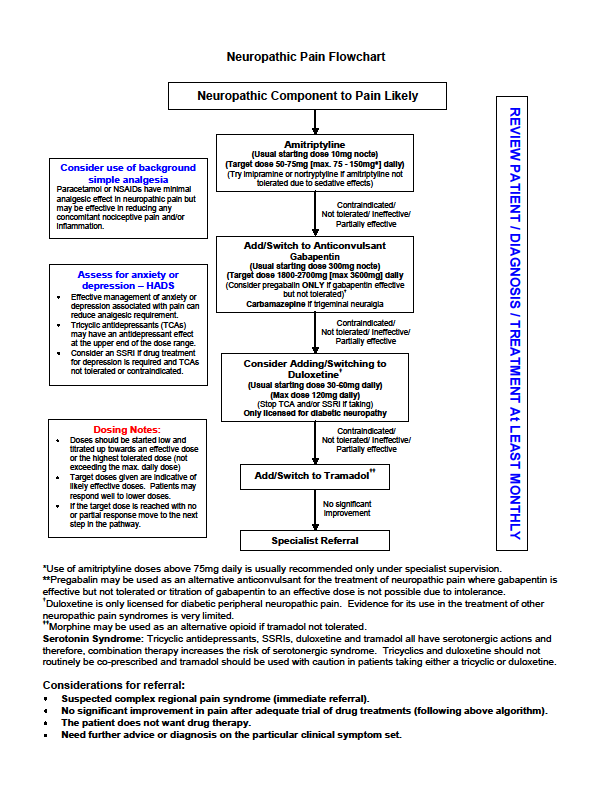 Neuropathic Pain Flowchart
Neuropathic Component to Pain Likely
Amitriptyline
(Usual starting dose 10mg nocte)
(Target dose 50-75mg [max. 75 - 150mg*] daily)
(Try imipramine or nortryptyline if amitriptyline not
tolerated due to sedative effects)
Consider use of background
simple analgesia
Paracetamol or NSAIDs have minimal
analgesic effect in neuropathic pain but
may be effective in reducing any
concomitant nociceptive pain and/or
inflammation.
Contraindicated/
Not tolerated/ Ineffective/
Partially effective
Add/Switch to Anticonvulsant
Gabapentin
(Usual starting dose 300mg nocte)
(Target dose 1800-2700mg [max 3600mg] daily
(Consider pregabalin ONLY if gabapentin effective
but not tolerated)†
Carbamazepine if trigeminal neuralgia
Assess for anxiety or
depression – HADS
• Effective management of anxiety or
depression associated with pain can
reduce analgesic requirement.
• Tricyclic antidepressants (TCAs)
may have an antidepressant effect
at the upper end of the dose range.
• Consider an SSRI if drug treatment
for depression is required and TCAs
not tolerated or contraindicated.
Contraindicated/
Not tolerated/ Ineffective/
Partially effective
Consider Adding/Switching to
Duloxetine†
(Usual starting dose 30-60mg daily)
(Max dose 120mg daily)
(Stop TCA and/or SSRI if taking)
Only licensed for diabetic neuropathy
Dosing Notes:
• Doses should be started low and
titrated up towards an effective dose
or the highest tolerated dose (not
exceeding the max. daily dose)
• Target doses given are indicative of
likely effective doses. Patients may
respond well to lower doses.
• If the target dose is reached with no
or partial response move to the next
step in the pathway.
Contraindicated/
Not tolerated/ Ineffective/
Partially effective
Add/Switch to Tramadol††
No significant
improvement
Specialist Referral
REVIEW PATIENT / DIAGNOSIS / TREATMENT At LEAST MONTHLY
*Use of amitriptyline doses above 75mg daily is usually recommended only under specialist supervision.
**Pregabalin may be used as an alternative anticonvulsant for the treatment of neuropathic pain where gabapentin is
effective but not tolerated or titration of gabapentin to an effective dose is not possible due to intolerance.
†Duloxetine is only licensed for diabetic peripheral neuropathic pain. Evidence for its use in the treatment of other
neuropathic pain syndromes is very limited.
††Morphine may be used as an alternative opioid if tramadol not tolerated.
Serotonin Syndrome: Tricyclic antidepressants, SSRIs, duloxetine and tramadol all have serotonergic actions and
therefore, combination therapy increases the risk of serotonergic syndrome. Tricyclics and duloxetine should not
routinely be co-prescribed and tramadol should be used with caution in patients taking either a tricyclic or duloxetine.
Considerations for referral:
• Suspected complex regional pain syndrome (immediate referral).
• No significant improvement in pain after adequate trial of drug treatments (following above algorithm).
• The patient does not want drug therapy.
• Need further advice or diagnosis on the particular clinical symptom set.